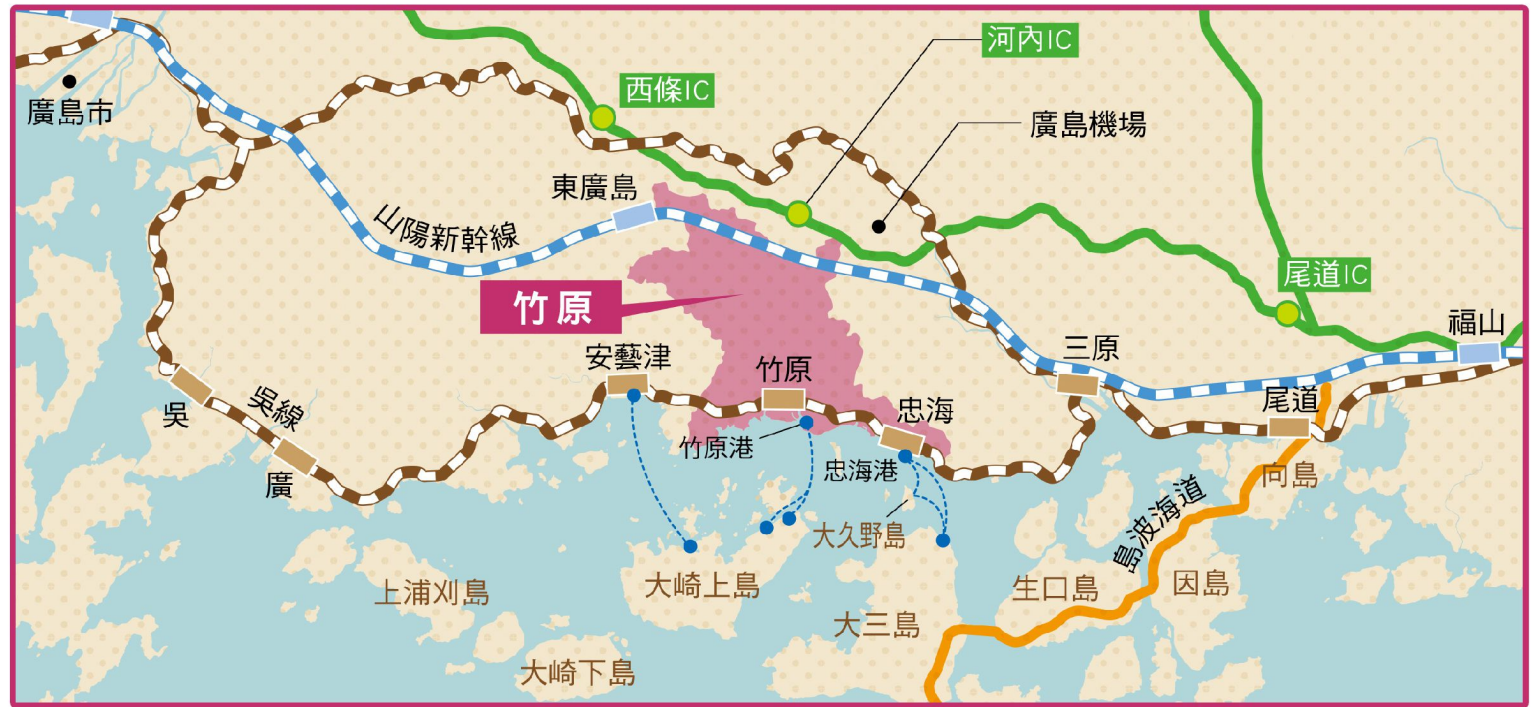 河內IC
西條IC
廣島市
廣島機場
東廣島
山陽新幹線
尾道IC
竹原
福山
三原
安藝津
竹原
尾道
吳
吳線
忠海
竹原港
廣
忠海港
向島
島波海道
大久野島
上浦刈島
大崎上島
生口島
因島
大三島
大崎下島